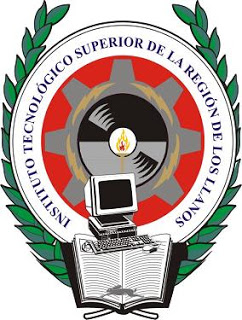 INSTITUTO TECNOLÓGICO SUPERIOR DE LA REGIÓN DE LOS LLANOS